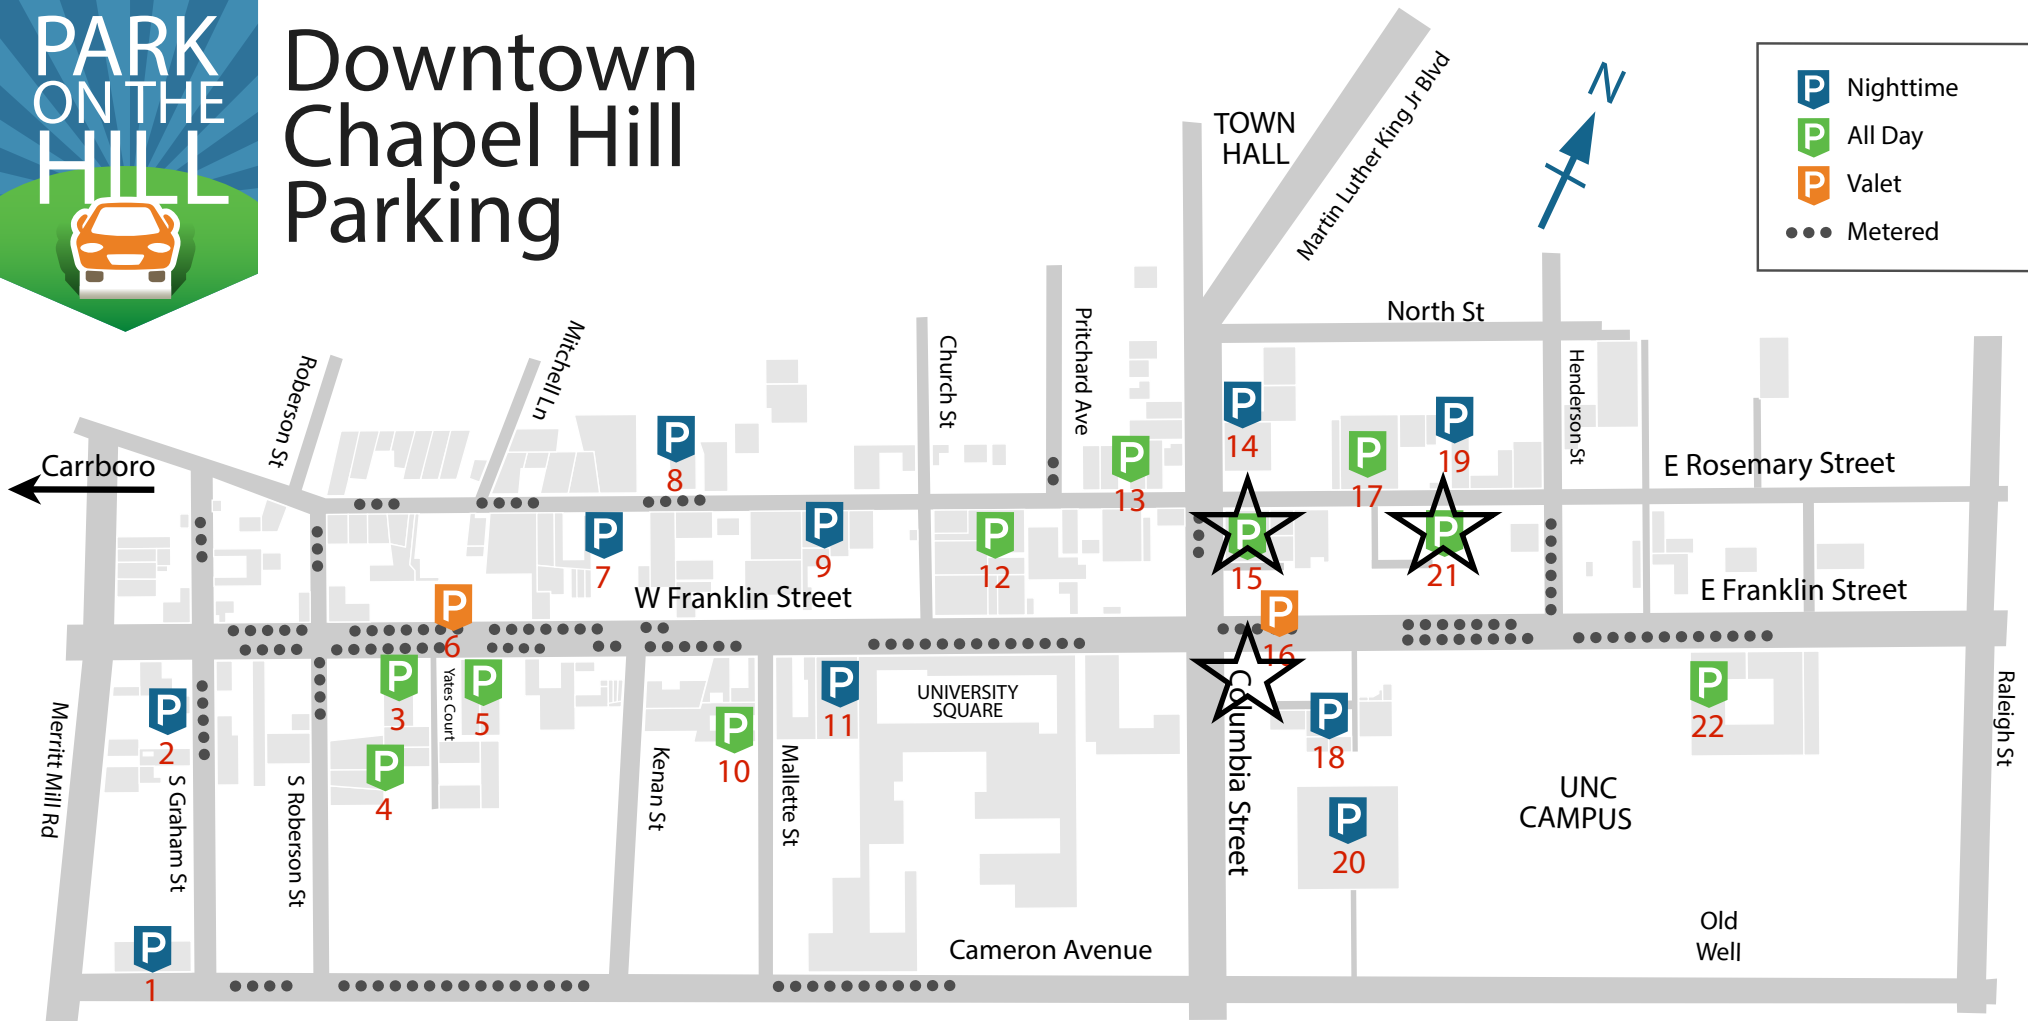 PARK
ON THE
HILL
Downtown
Chapel Hill
Parking
P Nighttime
P All Day
P Valet
Metered
N
TOWN
HALL
Martin Luther King Jr Blvd
North St
Roberson St
Mitchell Ln
Church St
Pritchard Ave
Henderson St
Carrboro
E Rosemary Street
P
8
P
13
P
14
P
17
P
19
P
7
P
9
P
12
P
15
P
21
W Franklin Street
E Franklin Street
P
6
P
16
P
2
P
3
Yates Court
P
5
P
4
P
10
P
11
UNIVERSITY
SQUARE
Columbia Street
P
18
P
22
Merritt Mill Rd
S Graham St
S Roberson St
Kenan St
Mallette St
Raleigh St
P
20
UNC
CAMPUS
Old
Well
Cameron Avenue
P
1